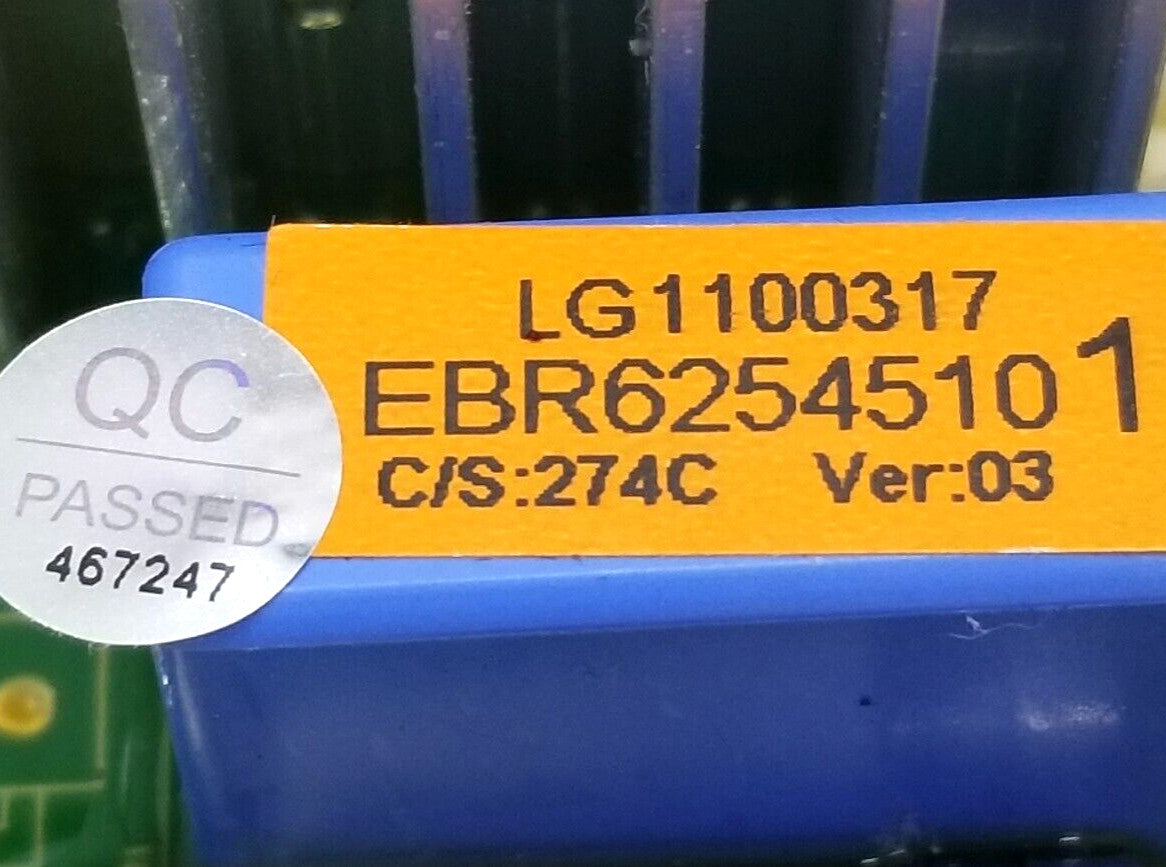 LG1100317
EBR62545101
C/S:274C Ver:03
QC
PASSED
467247